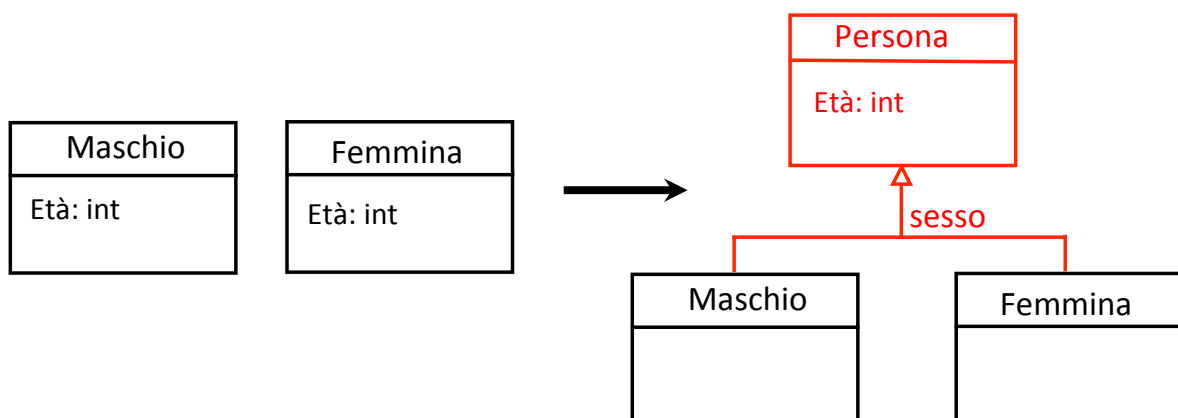 Maschio
Età: int
Femmina
Età: int
Persona
Età: int
sesso
Maschio
Femmina